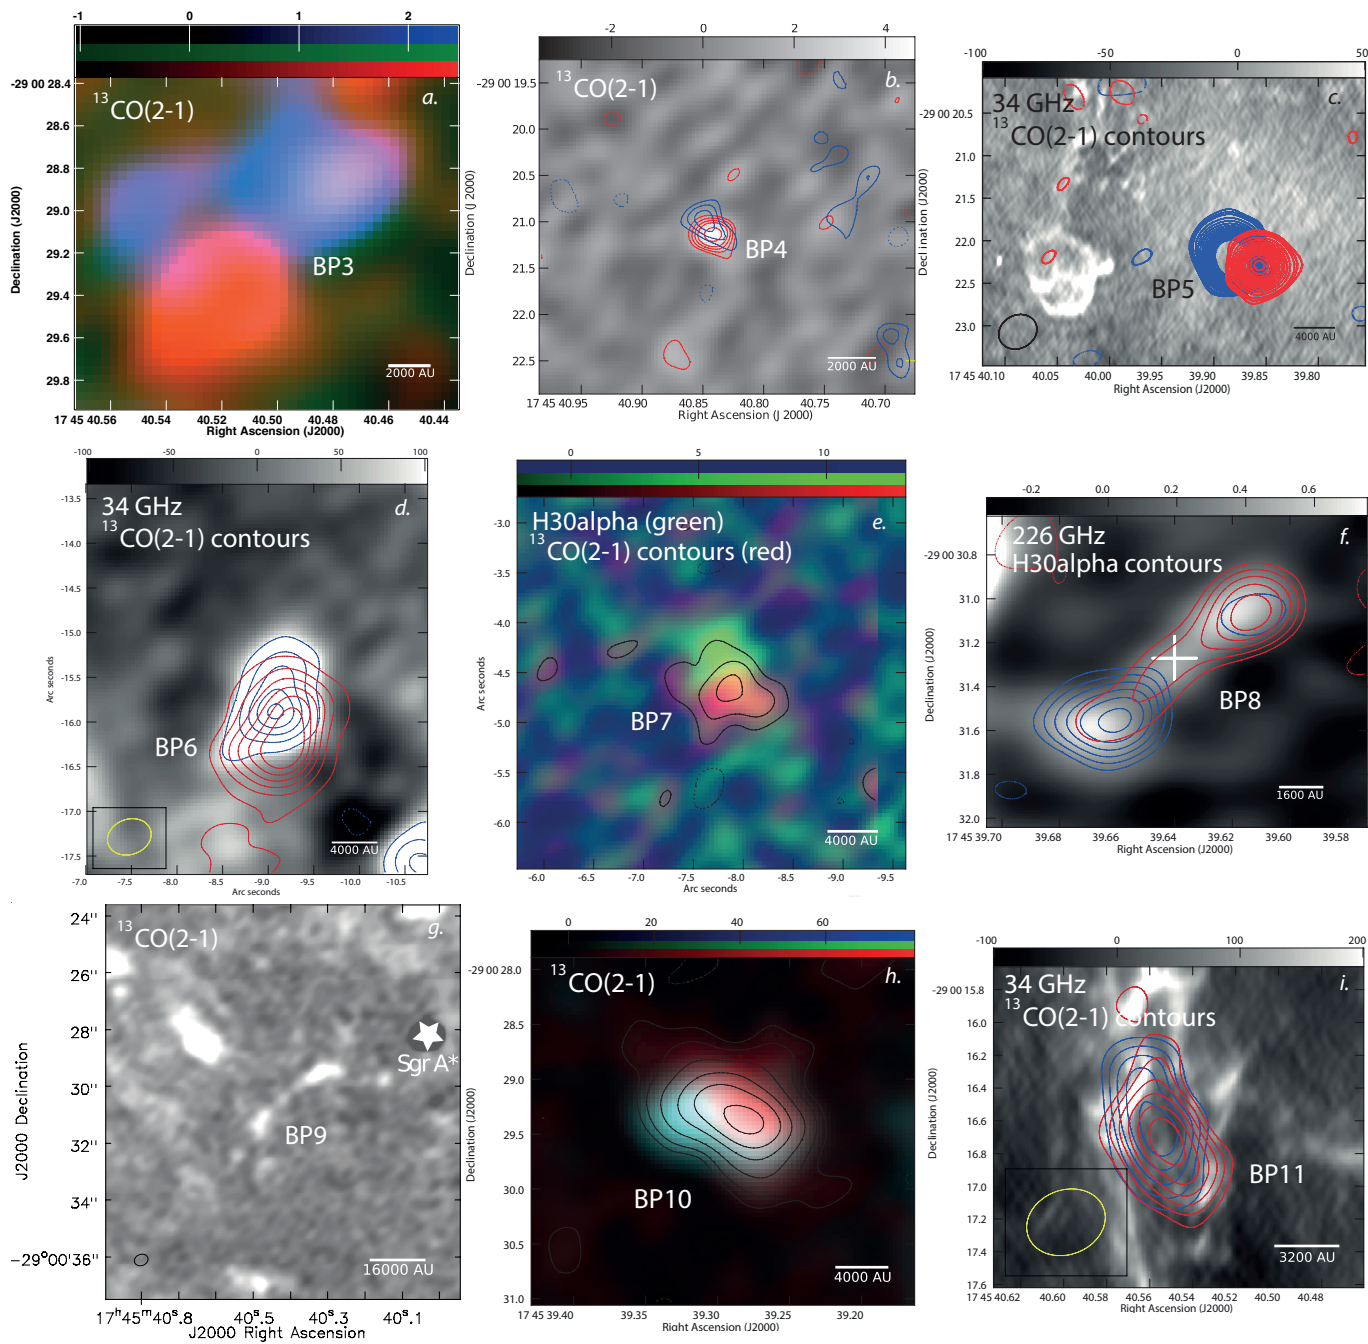 -1 0 1 2
-29 00 28.4
28.6
28.8
29.0
29.2
29.4
29.6
29.8
Declination (J2000)
13CO(2-1)
a.
BP3
2000 AU
17 45 40.56 40.54 40.52 40.50 40.48 40.46 40.44
Right Ascension (J2000)
-2 0 2 4
-29 00 19.5
20.0
20.5
21.0
21.5
22.0
22.5
Declination (J 2000)
13CO(2-1)
b.
BP4
2000 AU
17 45 40.95 40.90 40.85 40.80 40.75 40.70
Right Ascension (J 2000)
-100 -50 0 50
-29 00 20.5
21.0
21.5
22.0
22.5
23.0
Declination (J2000)
34 GHz
13CO(2-1) contours
c.
BP5
4000 AU
17 45 40.10 40.05 40.00 39.95 39.90 39.85 39.80
Right Ascension (J2000)
-100 -50 0 50 100
-13.5
-14.0
-14.5
-15.0
-15.5
-16.0
-16.5
-17.0
-17.5
Arc seconds
34 GHz
13CO(2-1) contours
d.
BP6
4000 AU
-7.0 -7.5 -8.0 -8.5 -9.0 -9.5 -10.0 -10.5
Arc seconds
0 5 10
-3.0
-3.5
-4.0
-4.5
-5.0
-5.5
-6.0
Arc seconds
H30alpha (green)
13CO(2-1) contours (red)
e.
BP7
4000 AU
-6.0 -6.5 -7.0 -7.5 -8.0 -8.5 -9.0 -9.5
Arc seconds
-0.2 0.0 0.2 0.4 0.6
-29 00 30.8
31.0
31.2
31.4
31.6
31.8
32.0
Declination (J2000)
226 GHz
H30alpha contours
f.
BP8
1600 AU
17 45 39.70 39.68 39.66 39.64 39.62 39.60 39.58
Right Ascension (J2000)
24"
26"
28"
30"
32"
34"
-29°00'36"
J2000 Declination
13CO(2-1)
g.
Sgr A*
BP9
16000 AU
17h45m40s.8 40s.5 40s.3 40s.1
J2000 Right Ascension
0 20 40 60
-29 00 28.0
28.5
29.0
29.5
30.0
30.5
31.0
Declination (J2000)
13CO(2-1)
h.
BP10
4000 AU
17 45 39.40 39.35 39.30 39.25 39.20
Right Ascension (J2000)
-100 0 100 200
-29 00 15.8
16.0
16.2
16.4
16.6
16.8
17.0
17.2
17.4
17.6
Declination (J2000)
34 GHz
13CO(2-1) contours
i.
BP11
3200 AU
17 45 40.62 40.60 40.58 40.56 40.54 40.52 40.50 40.48
Right Ascension (J2000)